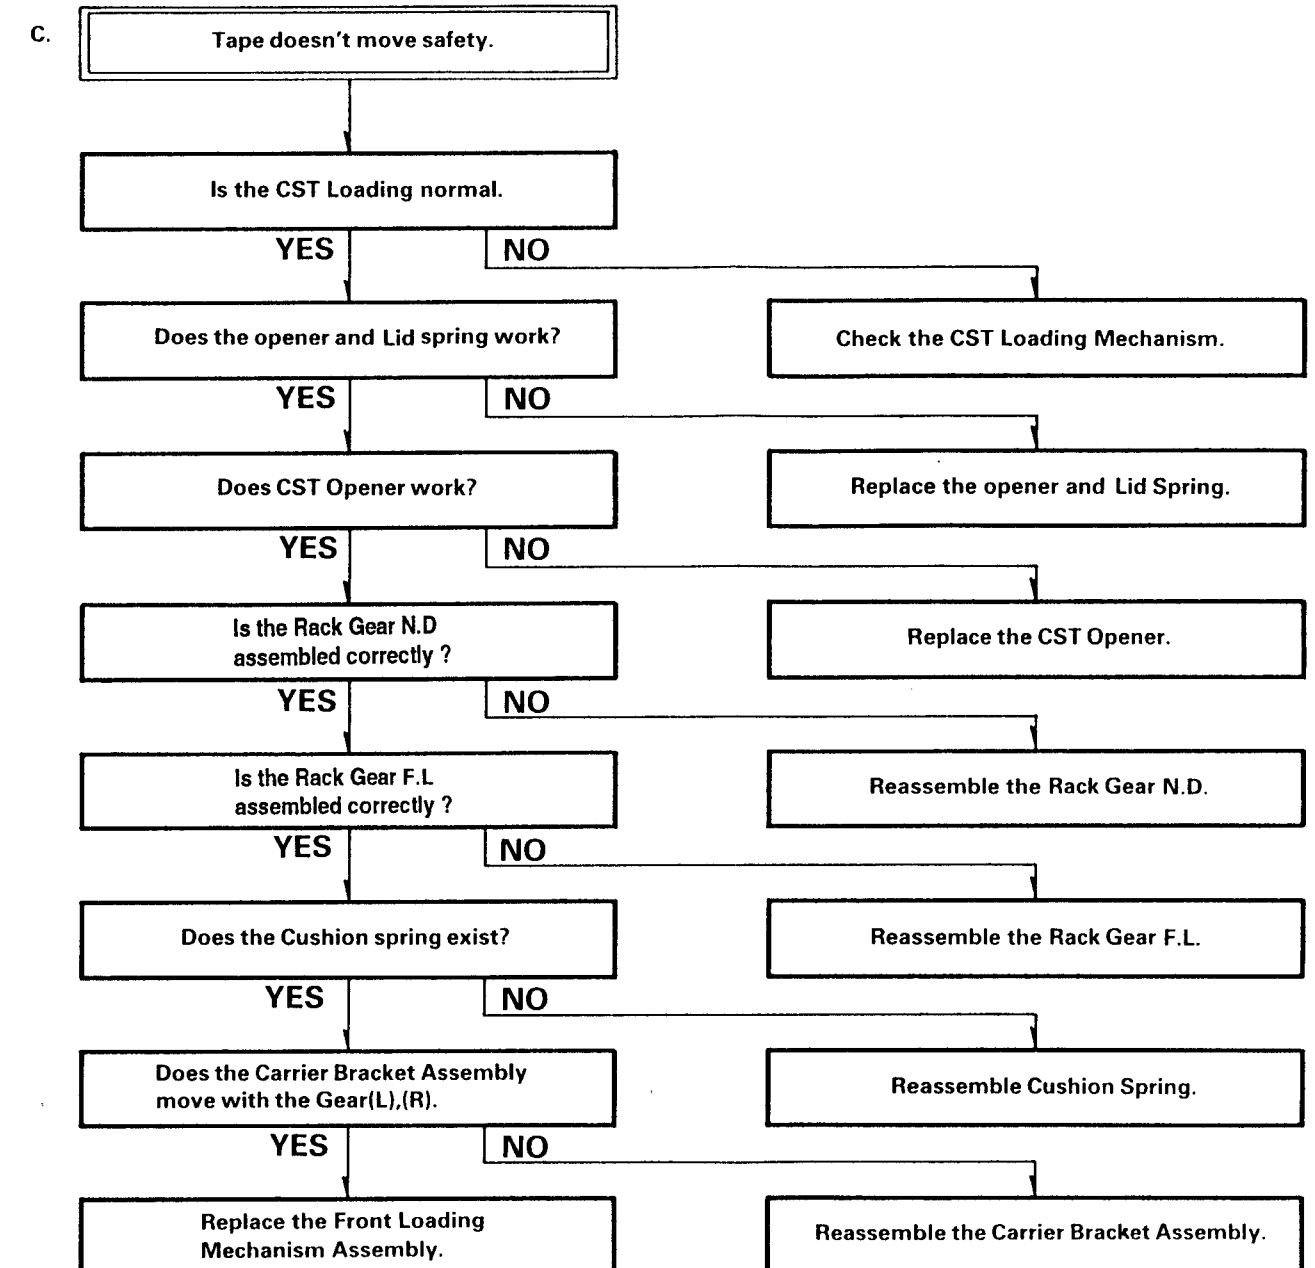 C.
Tape doesn't move safety.
Is the CST Loading normal.
YES
NO
Does the opener and Lid spring work?
Check the CST Loading Mechanism.
YES
NO
Does CST Opener work?
Replace the opener and Lid Spring.
YES
NO
Is the Rack Gear N.D
assembled correctly ?
Replace the CST Opener.
YES
NO
Is the Rack Gear F.L
assembled correctly ?
Reassemble the Rack Gear N.D.
YES
NO
Does the Cushion spring exist?
Reassemble the Rack Gear F.L.
YES
NO
Does the Carrier Bracket Assembly
move with the Gear(L),(R).
Reassemble Cushion Spring.
YES
NO
Replace the Front Loading
Mechanism Assembly.
Reassemble the Carrier Bracket Assembly.